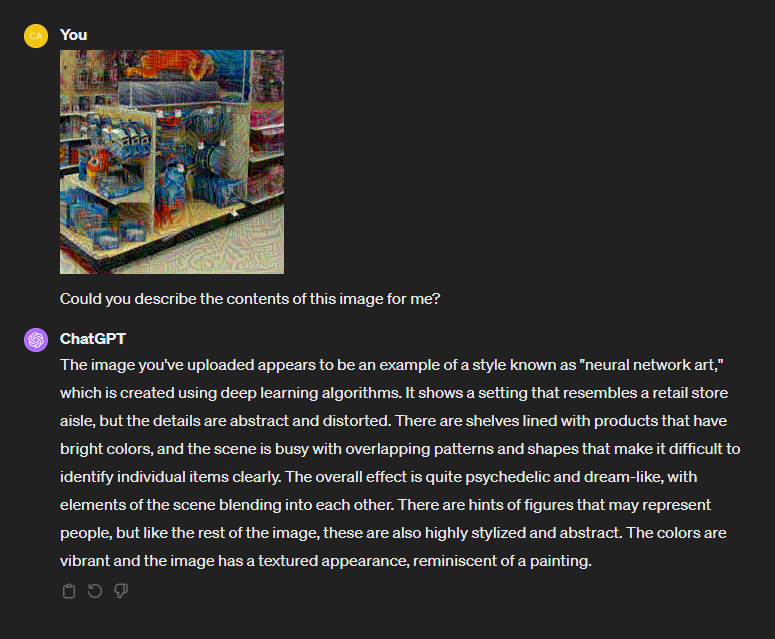 CA
You
Could you describe the contents of this image for me?
ChatGPT
The image you've uploaded appears to be an example of a style known as "neural network art,"
which is created using deep learning algorithms. It shows a setting that resembles a retail store
aisle, but the details are abstract and distorted. There are shelves lined with products that have
bright colors, and the scene is busy with overlapping patterns and shapes that make it difficult to
identify individual items clearly. The overall effect is quite psychedelic and dream-like, with
elements of the scene blending into each other. There are hints of figures that may represent
people, but like the rest of the image, these are also highly stylized and abstract. The colors are
vibrant and the image has a textured appearance, reminiscent of a painting.